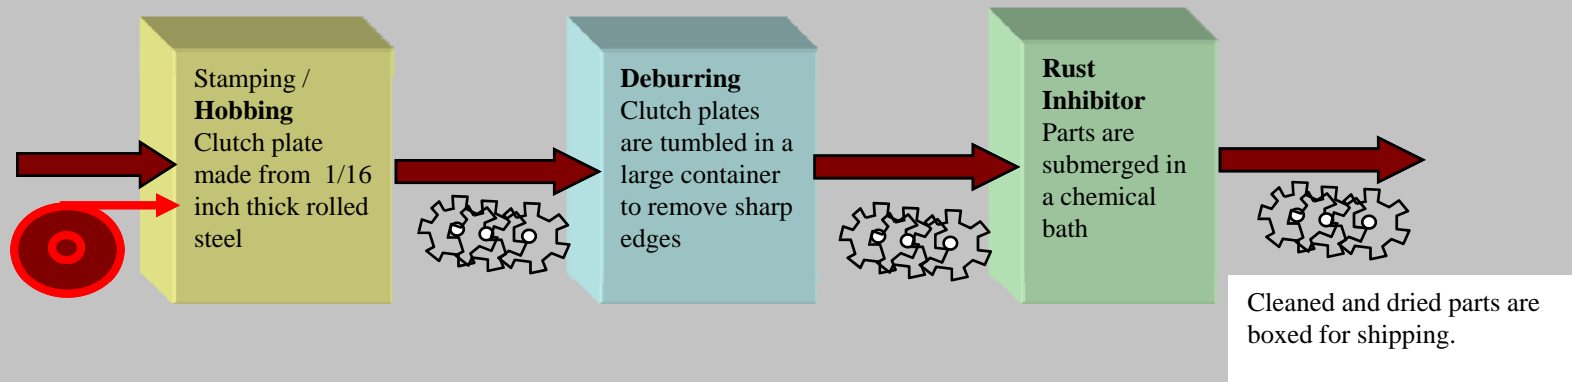 Stamping /
Hobbing
Clutch plate
made from 1/16
inch thick rolled
steel
Deburring
Clutch plates
are tumbled in a
large container
to remove sharp
edges
Rust
Inhibitor
Parts are
submerged in
a chemical
bath
Cleaned and dried parts are
boxed for shipping.